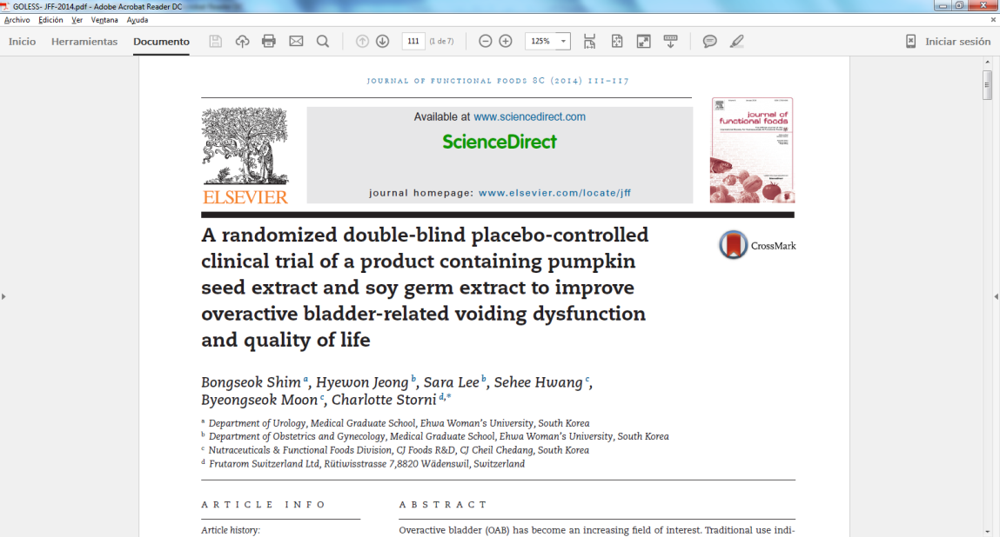 GOLESS- JFF-2014.pdf - Adobe Acrobat Reader DC
Archivo Edición Ver Ventana Ayuda
Inicio Herramientas Documento 111 (1 de 7) 125% Iniciar sesión
JOURNAL OF FUNCTIONAL FOODS 8C (2014) 111–117
Available at www.sciencedirect.com
ScienceDirect
journal homepage: www.elsevier.com/locate/jff
ELSEVIER
journal of
functional foods
A randomized double-blind placebo-controlled
clinical trial of a product containing pumpkin
seed extract and soy germ extract to improve
overactive bladder-related voiding dysfunction
and quality of life
CrossMark
Bongseok Shim a, Hyewon Jeong b, Sara Lee b, Sehee Hwang c,
Byeongseok Moon c, Charlotte Storni d,*
a Department of Urology, Medical Graduate School, Ehwa Woman's University, South Korea
b Department of Obstetrics and Gynecology, Medical Graduate School, Ehwa Woman's University, South Korea
c Nutraceuticals & Functional Foods Division, CJ Foods R&D, CJ Cheil Chedang, South Korea
d Frutarom Switzerland Ltd, Rütiwisstrasse 7,8820 Wädenswil, Switzerland
ARTICLE INFO
Article history:
ABSTRACT
Overactive bladder (OAB) has become an increasing field of interest. Traditional use indi-